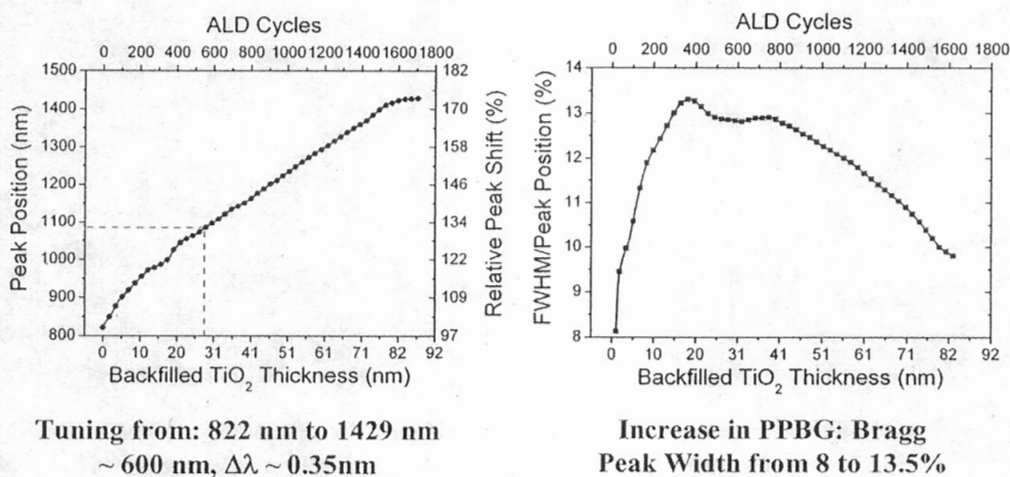 ALD Cycles
0 200 400 600 800 1000 1200 1400 1600 1800
1500
1400
1300
1200
1100
1000
900
800
Peak Position (nm)
182
170
158
146
134
122
109
97
Relative Peak Shift (%)
0 10 20 31 41 51 61 71 82 92
Backfilled TiO2 Thickness (nm)
Tuning from: 822 nm to 1429 nm
~ 600 nm, Δλ ~ 0.35nm
ALD Cycles
0 200 400 600 800 1000 1200 1400 1600 1800
14
13
12
11
10
9
8
FWHM/Peak Position (%)
0 10 20 31 41 51 61 71 82 92
Backfilled TiO2 Thickness (nm)
Increase in PPBG: Bragg
Peak Width from 8 to 13.5%